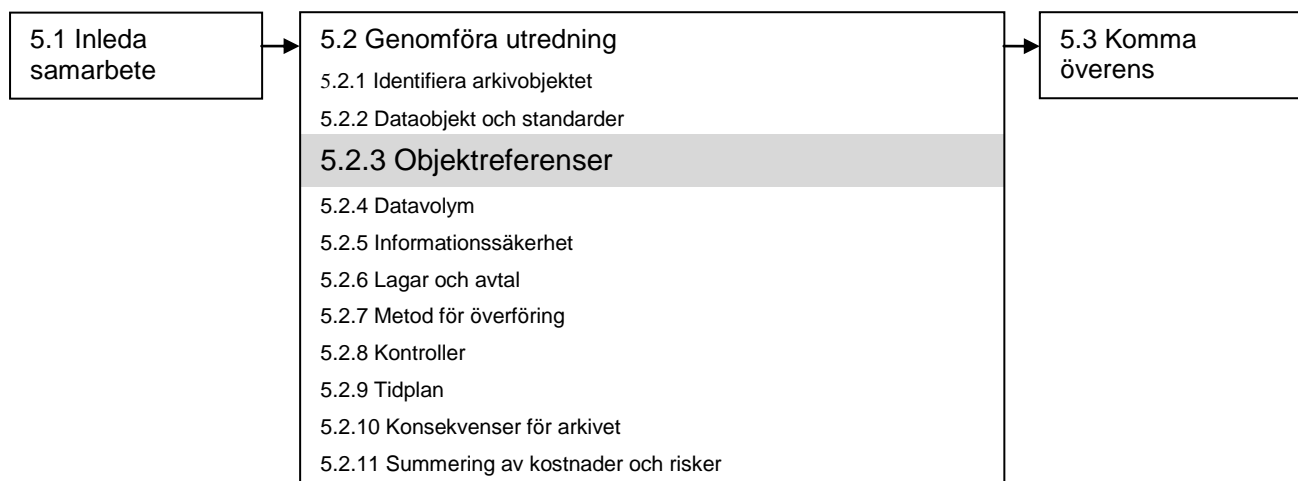 5.1 Inleda
samarbete
5.2 Genomföra utredning
5.2.1 Identifiera arkivobjektet
5.2.2 Dataobjekt och standarder
5.2.3 Objektreferenser
5.2.4 Datavolym
5.2.5 Informationssäkerhet
5.2.6 Lagar och avtal
5.2.7 Metod för överföring
5.2.8 Kontroller
5.2.9 Tidplan
5.2.10 Konsekvenser för arkivet
5.2.11 Summering av kostnader och risker
5.3 Komma
överens